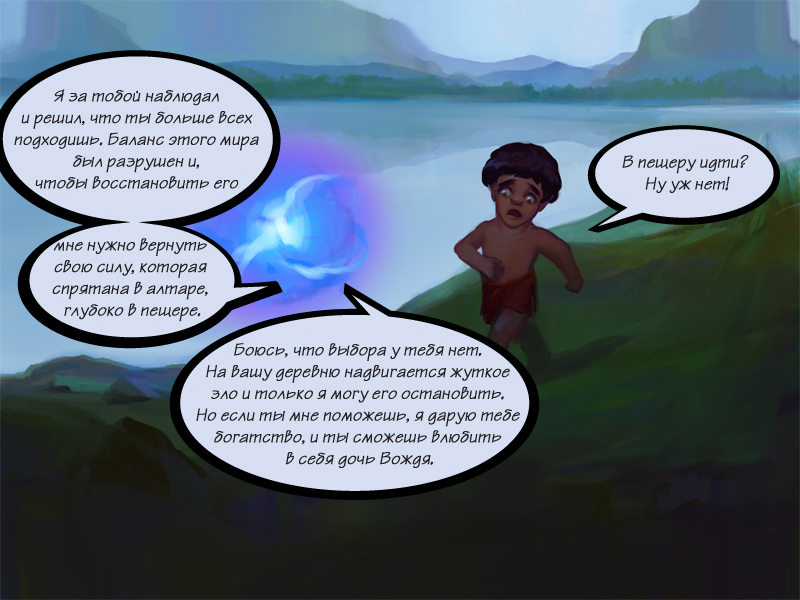 Я за тобой наблюдал
и решил, что ты больше всех
подходишь. Баланс этого мира
был разрушен и,
чтобы восстановить его
мне нужно вернуть
свою силу, которая
спрятана в алтаре,
глубоко в пещере.
В пещеру идти?
Ну уж нет!
Боюсь, что выбора у тебя нет.
На вашу деревню надвигается жуткое
зло и только я могу его остановить.
Но если ты мне поможешь, я дарую тебе
богатство, и ты сможешь влюбить
в себя дочь Вождя.